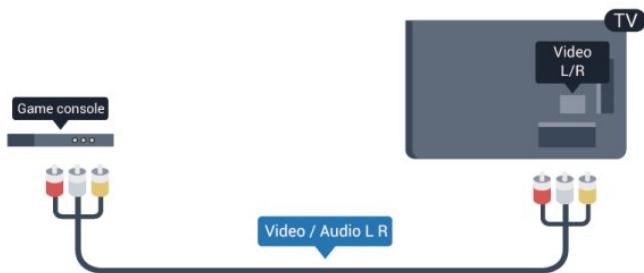 TV
Video
L/R
Game console
Video / Audio L R